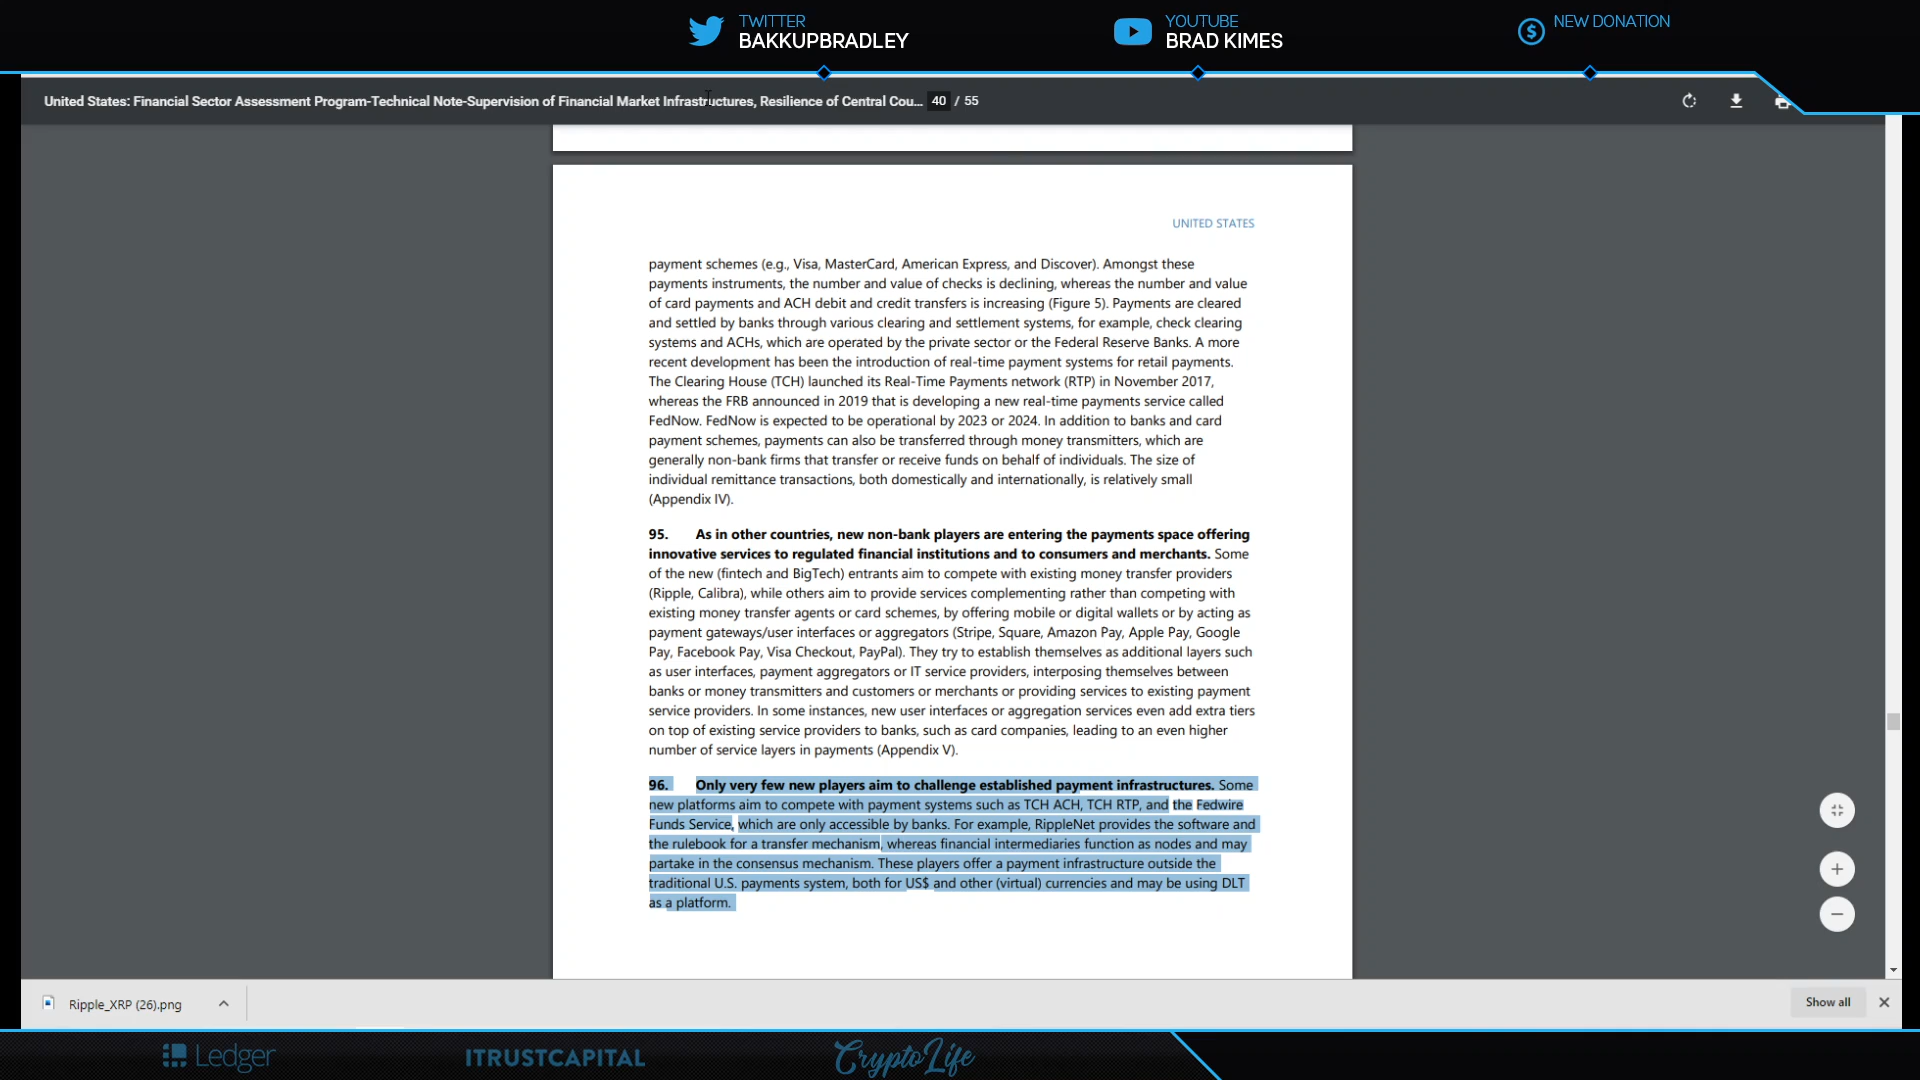 TWITTER
BAKKUPBRADLEY
YOUTUBE
BRAD KIMES
NEW DONATION
United States: Financial Sector Assessment Program-Technical Note-Supervision of Financial Market Infrastructures, Resilience of Central Cou... 40 / 55
UNITED STATES
payment schemes (e.g., Visa, MasterCard, American Express, and Discover). Amongst these
payments instruments, the number and value of checks is declining, whereas the number and value
of card payments and ACH debit and credit transfers is increasing (Figure 5). Payments are cleared
and settled by banks through various clearing and settlement systems, for example, check clearing
systems and ACHs, which are operated by the private sector or the Federal Reserve Banks. A more
recent development has been the introduction of real-time payment systems for retail payments.
The Clearing House (TCH) launched its Real-Time Payments network (RTP) in November 2017,
whereas the FRB announced in 2019 that is developing a new real-time payments service called
FedNow. FedNow is expected to be operational by 2023 or 2024. In addition to banks and card
payment schemes, payments can also be transferred through money transmitters, which are
generally non-bank firms that transfer or receive funds on behalf of individuals. The size of
individual remittance transactions, both domestically and internationally, is relatively small
(Appendix IV).
95. As in other countries, new non-bank players are entering the payments space offering
innovative services to regulated financial institutions and to consumers and merchants. Some
of the new (fintech and BigTech) entrants aim to compete with existing money transfer providers
(Ripple, Calibra), while others aim to provide services complementing rather than competing with
existing money transfer agents or card schemes, by offering mobile or digital wallets or by acting as
payment gateways/user interfaces or aggregators (Stripe, Square, Amazon Pay, Apple Pay, Google
Pay, Facebook Pay, Visa Checkout, PayPal). They try to establish themselves as additional layers such
as user interfaces, payment aggregators or IT service providers, interposing themselves between
banks or money transmitters and customers or merchants or providing services to existing payment
service providers. In some instances, new user interfaces or aggregation services even add extra tiers
on top of existing service providers to banks, such as card companies, leading to an even higher
number of service layers in payments (Appendix V).
96. Only very few new players aim to challenge established payment infrastructures. Some
new platforms aim to compete with payment systems such as TCH ACH, TCH RTP, and the Fedwire
Funds Service, which are only accessible by banks. For example, RippleNet provides the software and
the rulebook for a transfer mechanism, whereas financial intermediaries function as nodes and may
partake in the consensus mechanism. These players offer a payment infrastructure outside the
traditional U.S. payments system, both for US$ and other (virtual) currencies and may be using DLT
as a platform.
Ripple_XRP (26).png
Show all
Ledger
ITRUSTCAPITAL
CryptoLife